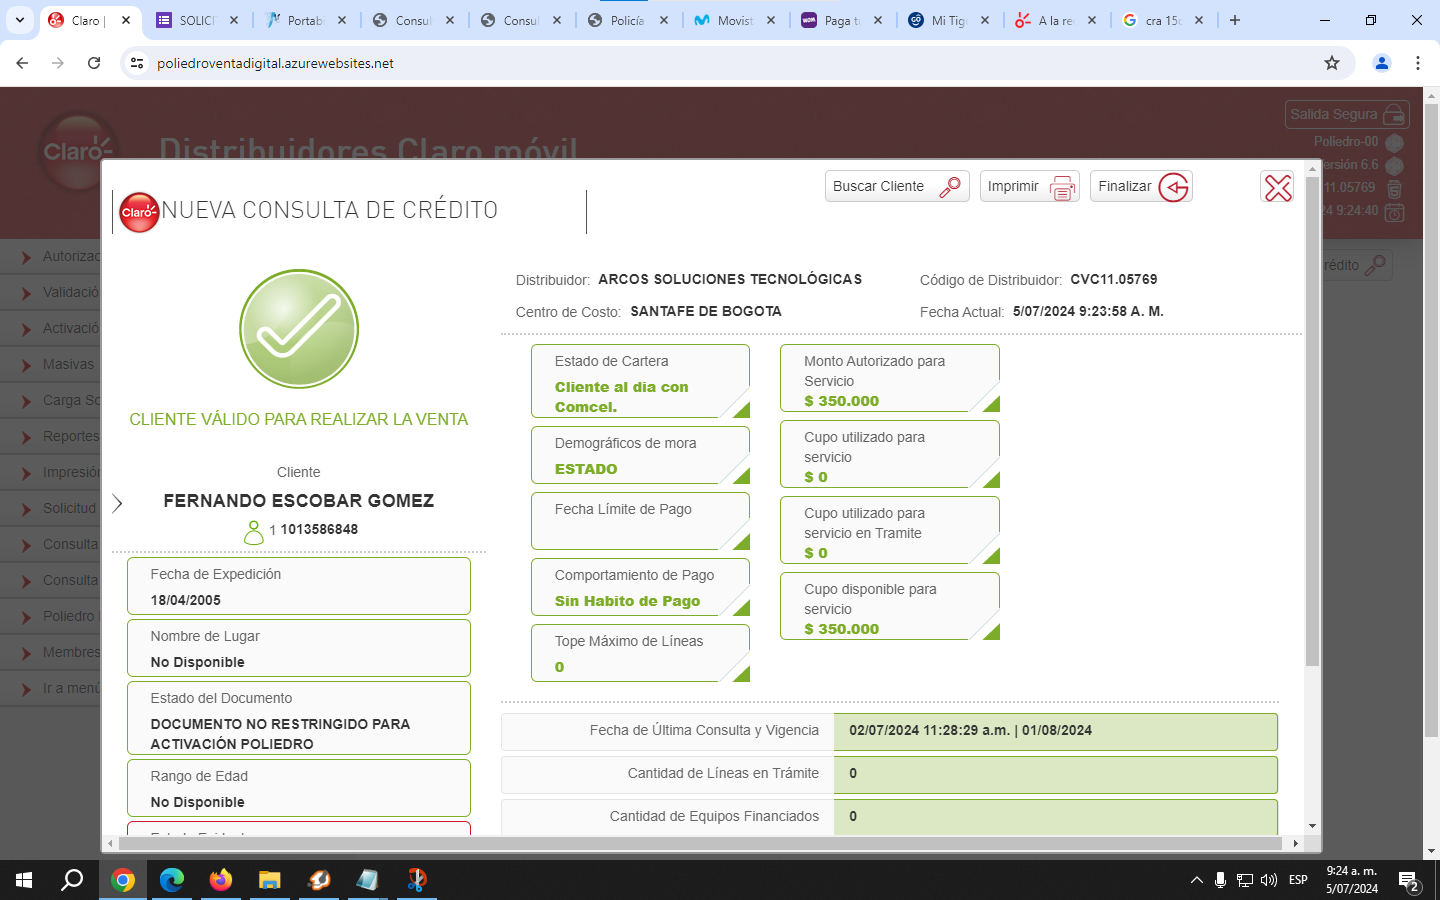 Claro |
SOLICI
Portabi
Consul
Consul
Policía
Movist
Paga tu
Mi Tig
A la re
cra 15c
poliedroventadigital.azurewebsites.net
Claro
Distribuidores Claro móvil
Salida Segura
Poliedro-00
ersión 6.6
11.05769
24 9:24:40
Autorizac
Validació
Activació
Masivas
Carga So
Reportes
Impresión
Solicitud
Consulta
Consulta
Poliedro
Membres
Ir a menú
rédito
Claro
NUEVA CONSULTA DE CRÉDITO
Buscar Cliente
Imprimir
Finalizar
CLIENTE VÁLIDO PARA REALIZAR LA VENTA
Cliente
FERNANDO ESCOBAR GOMEZ
1 1013586848
Fecha de Expedición
18/04/2005
Nombre de Lugar
No Disponible
Estado del Documento
DOCUMENTO NO RESTRINGIDO PARA
ACTIVACIÓN POLIEDRO
Rango de Edad
No Disponible
Distribuidor: ARCOS SOLUCIONES TECNOLÓGICAS
Código de Distribuidor: CVC11.05769
Centro de Costo: SANTAFE DE BOGOTA
Fecha Actual: 5/07/2024 9:23:58 A. M.
Estado de Cartera
Cliente al dia con
Comcel.
Demográficos de mora
ESTADO
Fecha Límite de Pago
Comportamiento de Pago
Sin Habito de Pago
Tope Máximo de Líneas
0
Monto Autorizado para
Servicio
$ 350.000
Cupo utilizado para
servicio
$ 0
Cupo utilizado para
servicio en Tramite
$ 0
Cupo disponible para
servicio
$ 350.000
Fecha de Última Consulta y Vigencia
02/07/2024 11:28:29 a.m. | 01/08/2024
Cantidad de Líneas en Trámite
0
Cantidad de Equipos Financiados
0
ESP
9:24 a. m.
5/07/2024
2